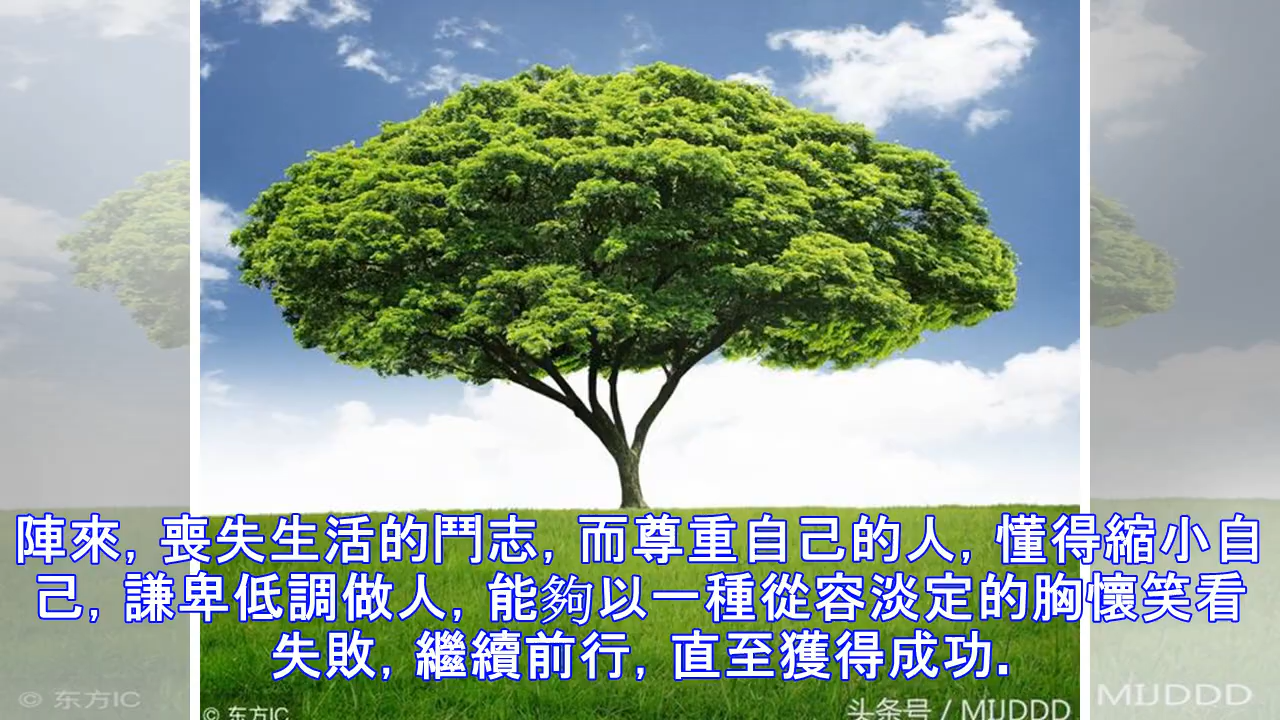 陣來, 喪失生活的鬥志, 而尊重自己的人, 懂得縮小自
己, 謙卑低調做人, 能夠以一種從容淡定的胸懷笑看
失敗, 繼續前行, 直至獲得成功.
© 东方IC
© 东方IC
头条号 / MIJDDD
MIJDDD